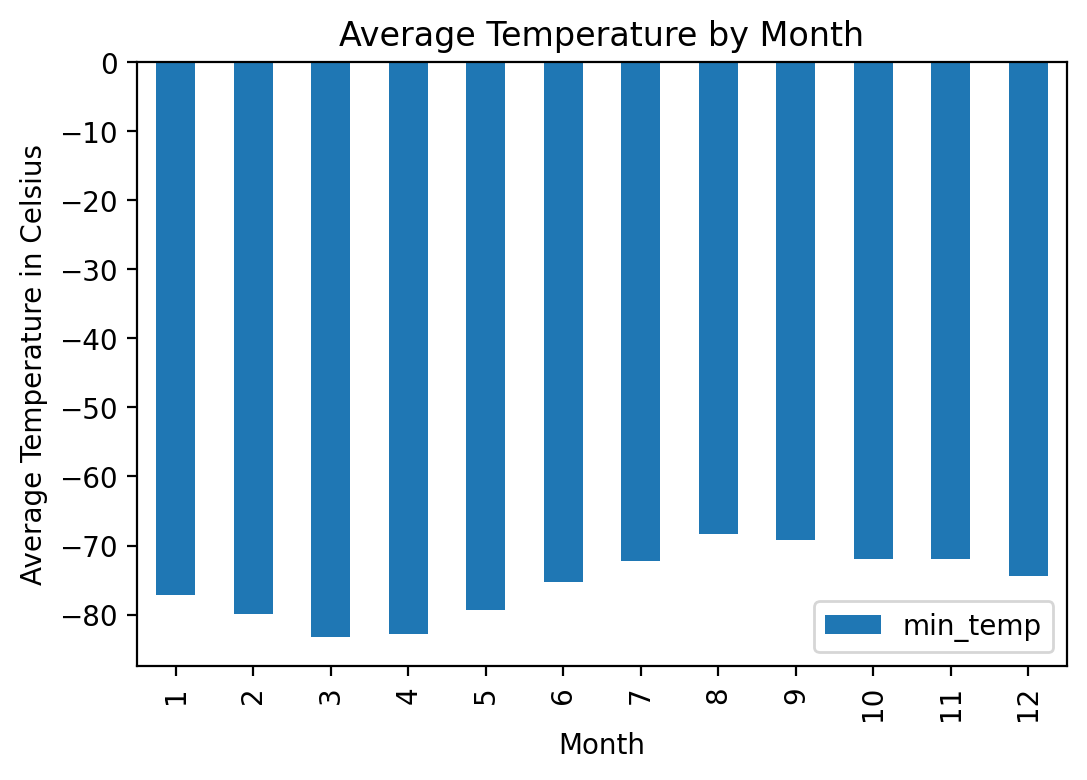 Average Temperature by Month
Average Temperature in Celsius
0
−10
−20
−30
−40
−50
−60
−70
−80
min_temp
1 2 3 4 5 6 7 8 9 10 11 12
Month